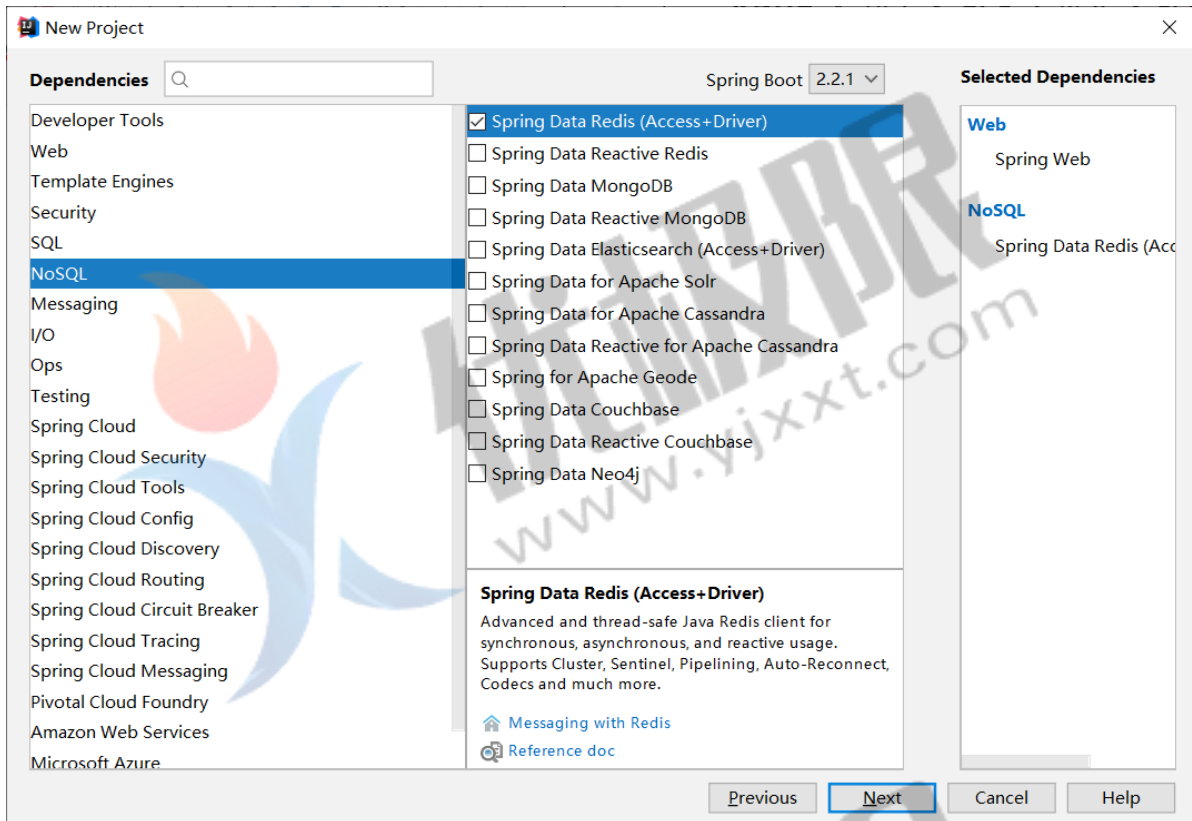 New Project
Dependencies
Spring Boot 2.2.1
Selected Dependencies
Developer Tools
Web
Template Engines
Security
SQL
NoSQL
Messaging
I/O
Ops
Testing
Spring Cloud
Spring Cloud Security
Spring Cloud Tools
Spring Cloud Config
Spring Cloud Discovery
Spring Cloud Routing
Spring Cloud Circuit Breaker
Spring Cloud Tracing
Spring Cloud Messaging
Pivotal Cloud Foundry
Amazon Web Services
Microsoft Azure
Spring Data Redis (Access+Driver)
Spring Data Reactive Redis
Spring Data MongoDB
Spring Data Reactive MongoDB
Spring Data Elasticsearch (Access+Driver)
Spring Data for Apache Solr
Spring Data for Apache Cassandra
Spring Data Reactive for Apache Cassandra
Spring for Apache Geode
Spring Data Couchbase
Spring Data Reactive Couchbase
Spring Data Neo4j
Spring Data Redis (Access+Driver)
Advanced and thread-safe Java Redis client for
synchronous, asynchronous, and reactive usage.
Supports Cluster, Sentinel, Pipelining, Auto-Reconnect,
Codecs and much more.
Messaging with Redis
Reference doc
Web
Spring Web
NoSQL
Spring Data Redis (Acc
Previous
Next
Cancel
Help
优极限
www.yjxxt.com